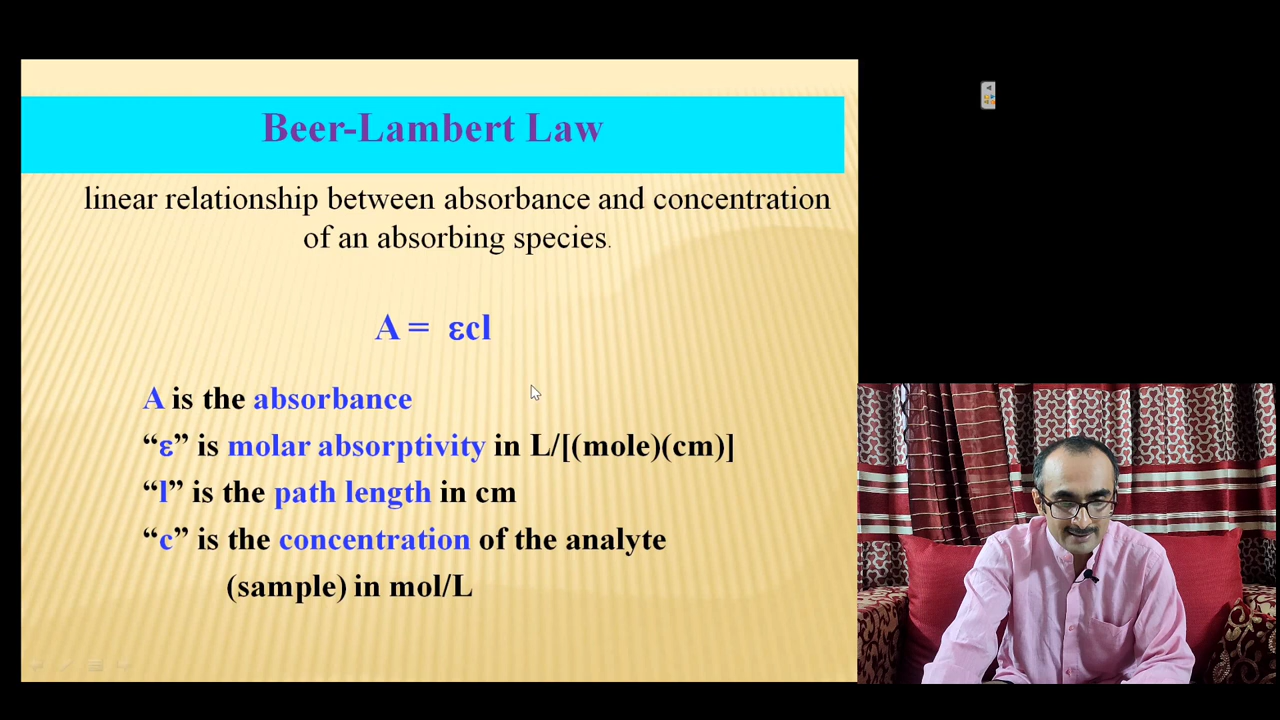 Beer-Lambert Law
linear relationship between absorbance and concentration
of an absorbing species.
A = εcl
A is the absorbance
“ε” is molar absorptivity in L/[(mole)(cm)]
“l” is the path length in cm
“c” is the concentration of the analyte
(sample) in mol/L